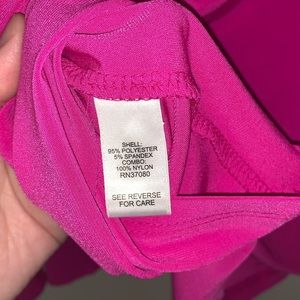 SHELL:
95% POLYESTER
5% SPANDEX
COMBO:
100% NYLON
RN37080
SEE REVERSE
FOR CARE